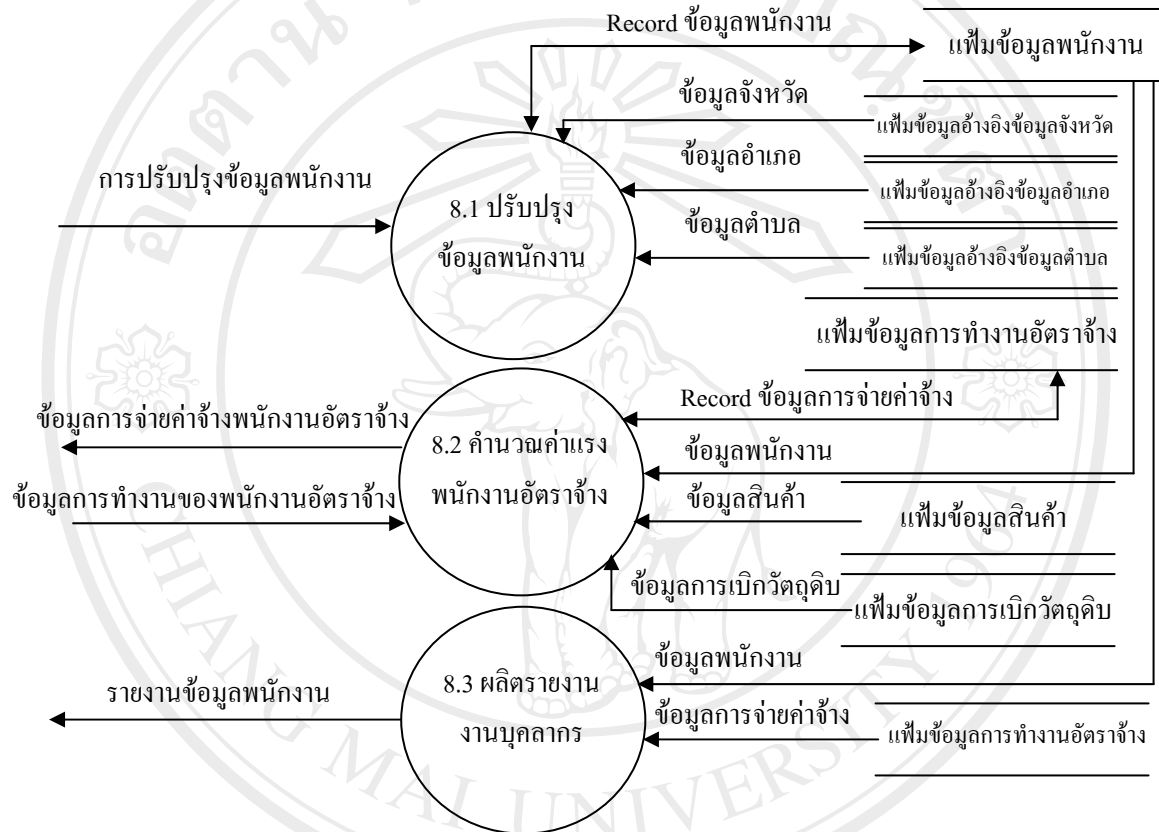 Record ข้อมูลพนักงาน
แฟ้มข้อมูลพนักงาน
ข้อมูลจังหวัด
แฟ้มข้อมูลอ้างอิงข้อมูลจังหวัด
ข้อมูลอำเภอ
แฟ้มข้อมูลอ้างอิงข้อมูลอำเภอ
การปรับปรุงข้อมูลพนักงาน
8.1 ปรับปรุง
ข้อมูลพนักงาน
ข้อมูลตำบล
แฟ้มข้อมูลอ้างอิงข้อมูลตำบล
แฟ้มข้อมูลการทำงานอัตราจ้าง
Record ข้อมูลการจ่ายค่าจ้าง
ข้อมูลการจ่ายค่าจ้างพนักงานอัตราจ้าง
8.2 คำนวณค่าแรง
พนักงานอัตราจ้าง
ข้อมูลพนักงาน
ข้อมูลการทำงานของพนักงานอัตราจ้าง
ข้อมูลสินค้า
แฟ้มข้อมูลสินค้า
ข้อมูลการเบิกวัตถุดิบ
แฟ้มข้อมูลการเบิกวัตถุดิบ
ข้อมูลพนักงาน
รายงานข้อมูลพนักงาน
8.3 ผลิตรายงาน
งานบุคลากร
ข้อมูลการจ่ายค่าจ้าง
แฟ้มข้อมูลการทำงานอัตราจ้าง
CHIANG MAI UNIVERSITY 1964